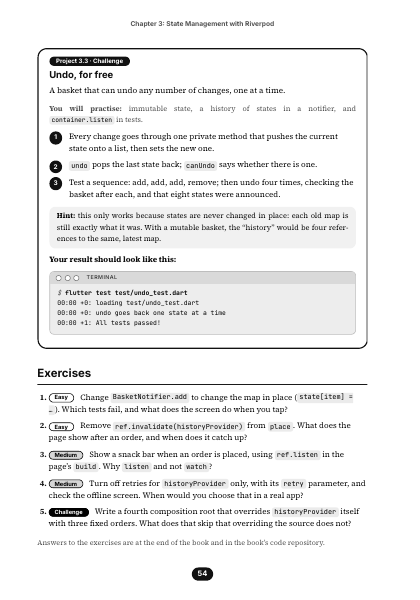 Chapter 3: State Management with Riverpod
Project 3.3 · Challenge
Undo, for free
A basket that can undo any number of changes, one at a time.
You will practise: immutable state, a history of states in a notifier, and
container.listen in tests.
1 Every change goes through one private method that pushes the current
state onto a list, then sets the new one.
2 undo pops the last state back; canUndo says whether there is one.
3 Test a sequence: add, add, add, remove; then undo four times, checking the
basket after each, and that eight states were announced.
Hint: this only works because states are never changed in place: each old map is
still exactly what it was. With a mutable basket, the “history” would be four refer-
ences to the same, latest map.
Your result should look like this:
TERMINAL
$ flutter test test/undo_test.dart
00:00 +0: loading test/undo_test.dart
00:00 +0: undo goes back one state at a time
00:00 +1: All tests passed!
Exercises
1. Easy Change BasketNotifier.add to change the map in place ( state[item] =
… ). Which tests fail, and what does the screen do when you tap?
2. Easy Remove ref.invalidate(historyProvider) from place . What does the
page show after an order, and when does it catch up?
3. Medium Show a snack bar when an order is placed, using ref.listen in the
page’s build . Why listen and not watch ?
4. Medium Turn off retries for historyProvider only, with its retry parameter, and
check the offline screen. When would you choose that in a real app?
5. Challenge Write a fourth composition root that overrides historyProvider itself
with three fixed orders. What does that skip that overriding the source does not?
Answers to the exercises are at the end of the book and in the book’s code repository.
54